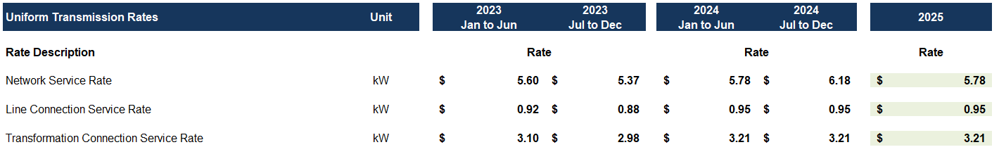 Uniform Transmission Rates Unit 2023 Jan to Jun 2023 Jul to Dec 2024 Jan to Jun 2024 Jul to Dec 2025
Rate Description Rate Rate Rate
Network Service Rate kW $ 5.60 $ 5.37 $ 5.78 $ 6.18 $ 5.78
Line Connection Service Rate kW $ 0.92 $ 0.88 $ 0.95 $ 0.95 $ 0.95
Transformation Connection Service Rate kW $ 3.10 $ 2.98 $ 3.21 $ 3.21 $ 3.21